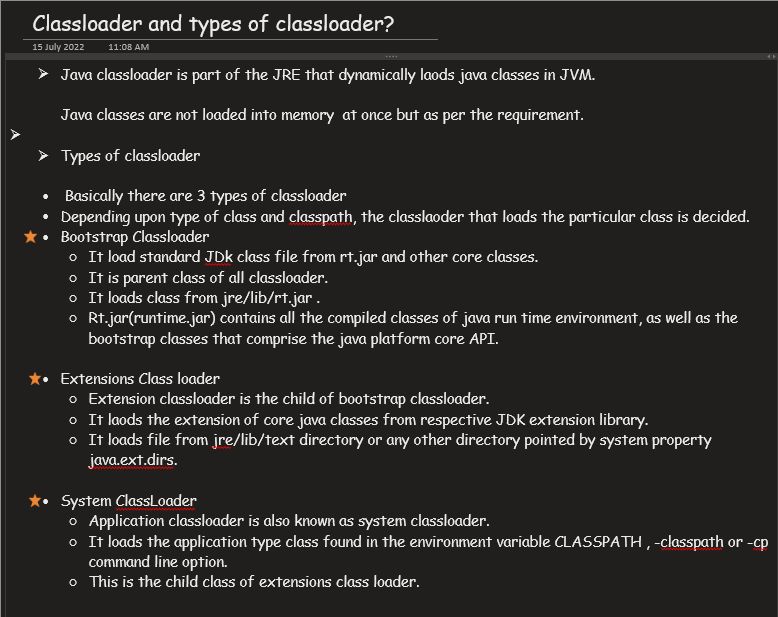 Classloader and types of classloader?
15 July 2022 11:08 AM
➢ Java classloader is part of the JRE that dynamically laods java classes in JVM.
Java classes are not loaded into memory at once but as per the requirement.
➢
➢ Types of classloader
• Basically there are 3 types of classloader
• Depending upon type of class and classpath, the classlaoder that loads the particular class is decided.
• Bootstrap Classloader
○ It load standard JDk class file from rt.jar and other core classes.
○ It is parent class of all classloader.
○ It loads class from jre/lib/rt.jar .
○ Rt.jar(runtime.jar) contains all the compiled classes of java run time environment, as well as the
bootstrap classes that comprise the java platform core API.
• Extensions Class loader
○ Extension classloader is the child of bootstrap classloader.
○ It laods the extension of core java classes from respective JDK extension library.
○ It loads file from jre/lib/text directory or any other directory pointed by system property
java.ext.dirs.
• System ClassLoader
○ Application classloader is also known as system classloader.
○ It loads the application type class found in the environment variable CLASSPATH , -classpath or -cp
command line option.
○ This is the child class of extensions class loader.